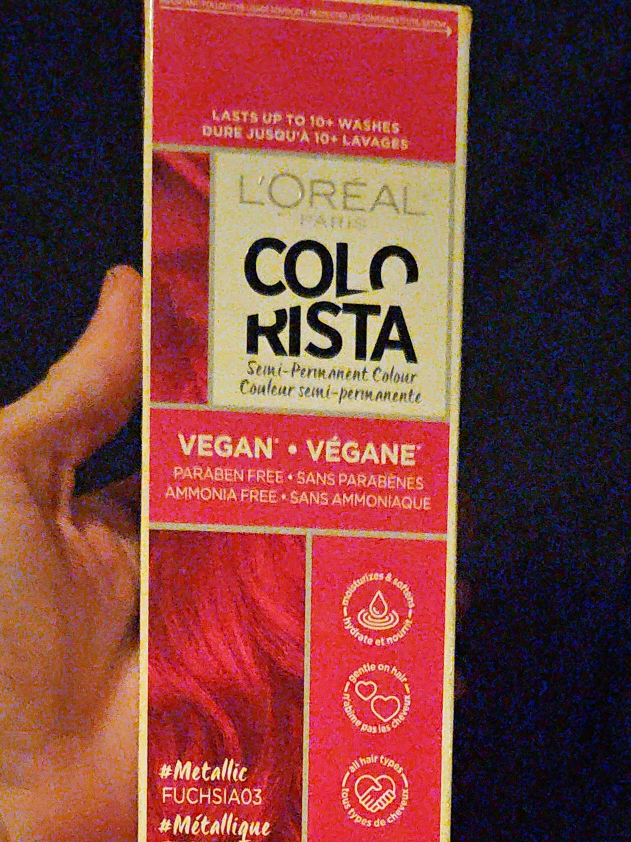 LASTS UP TO 10+ WASHES
DURE JUSQU'À 10+ LAVAGES
L'ORÉAL
PARIS
COLO
RISTA
Semi-Permanent Colour
Couleur semi-permanente
VEGAN* • VÉGANE*
PARABEN FREE • SANS PARABÈNES
AMMONIA FREE • SANS AMMONIAQUE
moisturizes & softens
hydrate et nourrit
gentle on hair
n'abîme pas les cheveux
all hair types
tous types de cheveux
#Metallic
FUCHSIA03
#Métallique